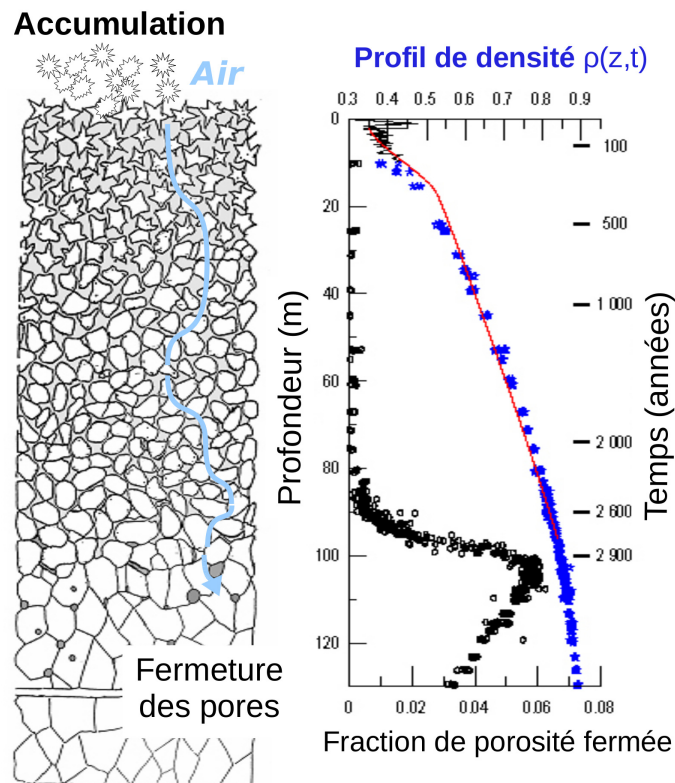 Accumulation
Air
Fermeture
des pores
Profil de densité ρ(z,t)
0.3 0.4 0.5 0.6 0.7 0.8 0.9
0
20
40
60
80
100
120
Profondeur (m)
100
500
1 000
2 000
2 600
2 900
Temps (années)
0 0.02 0.04 0.06 0.08
Fraction de porosité fermée